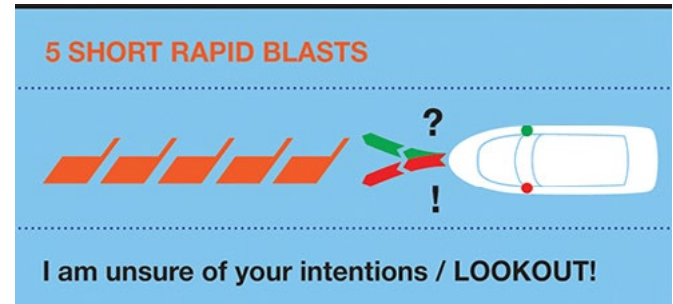 5 SHORT RAPID BLASTS
?
!
I am unsure of your intentions / LOOKOUT!